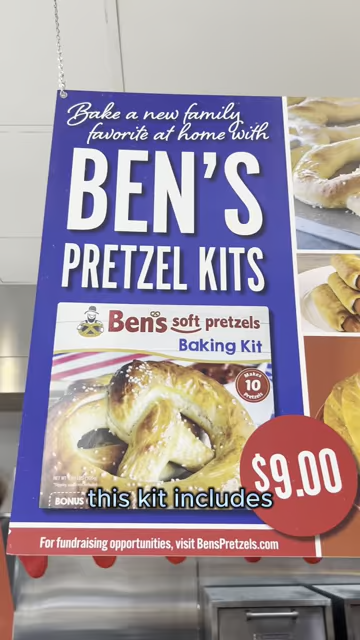 Bake a new family
favorite at home with
BEN'S
PRETZEL KITS
Ben's soft pretzels
Baking Kit
Makes
10
Pretzels
$9.00
BONUS
this kit includes
For fundraising opportunities, visit BensPretzels.com